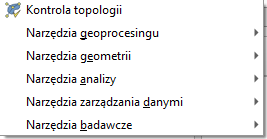 Kontrola topologii
Narzędzia geoprocesingu
Narzędzia geometrii
Narzędzia analizy
Narzędzia zarządzania danymi
Narzędzia badawcze